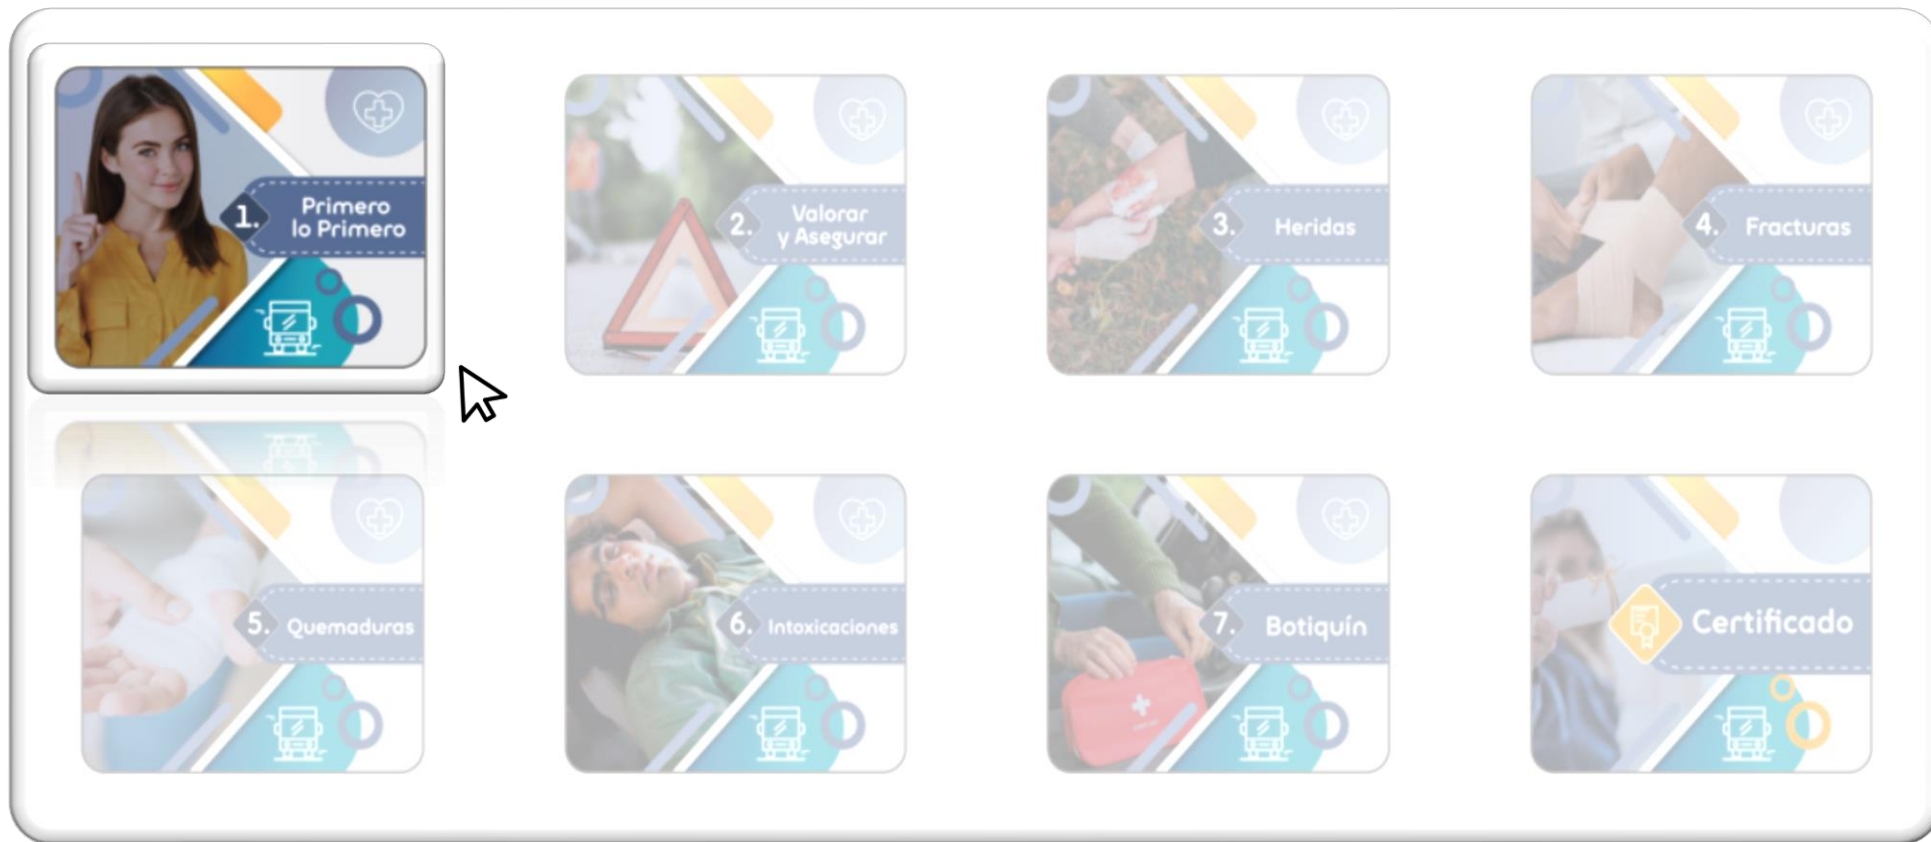 1. Primero
lo Primero
2. Valorar
y Asegurar
3. Heridas
4. Fracturas
5. Quemaduras
6. Intoxicaciones
7. Botiquín
Certificado